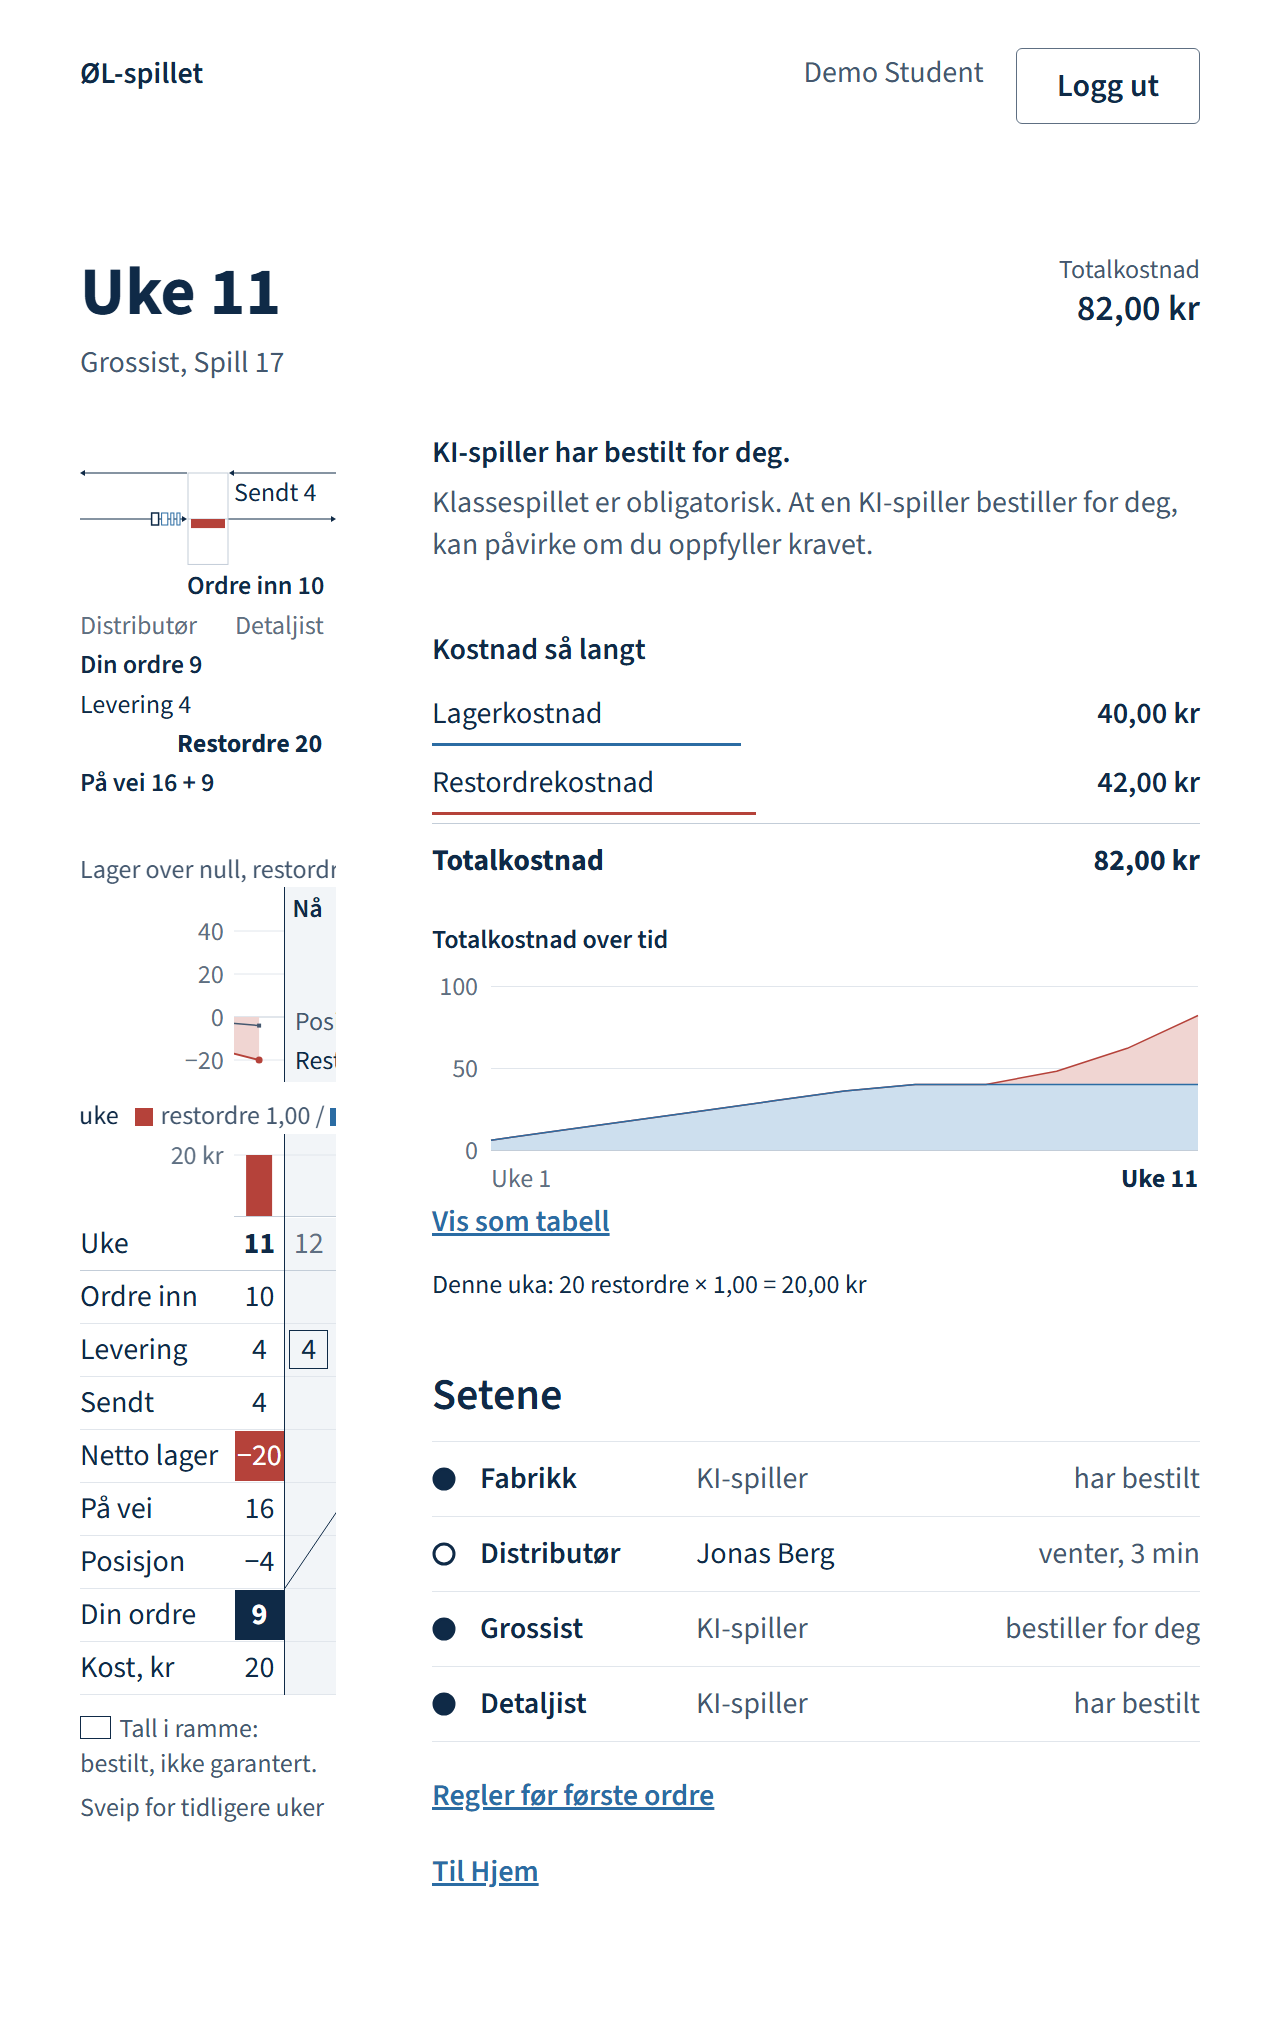 ØL-spillet
Demo Student
Logg ut
Uke 11
Grossist, Spill 17
Totalkostnad
82,00 kr
Sendt 4
Ordre inn 10
Distributør Detaljist
Din ordre 9
Levering 4
Restordre 20
På vei 16 + 9
Lager over null, restordr
Nå
40
20
0
−20
Pos
Rest
uke restordre 1,00 /
20 kr
Uke 11 12
Ordre inn 10
Levering 4 4
Sendt 4
Netto lager −20
På vei 16
Posisjon −4
Din ordre 9
Kost, kr 20
Tall i ramme:
bestilt, ikke garantert.
Sveip for tidligere uker
KI-spiller har bestilt for deg.
Klassespillet er obligatorisk. At en KI-spiller bestiller for deg,
kan påvirke om du oppfyller kravet.
Kostnad så langt
Lagerkostnad 40,00 kr
Restordrekostnad 42,00 kr
Totalkostnad 82,00 kr
Totalkostnad over tid
100
50
0
Uke 1 Uke 11
Vis som tabell
Denne uka: 20 restordre × 1,00 = 20,00 kr
Setene
Fabrikk KI-spiller har bestilt
Distributør Jonas Berg venter, 3 min
Grossist KI-spiller bestiller for deg
Detaljist KI-spiller har bestilt
Regler før første ordre
Til Hjem